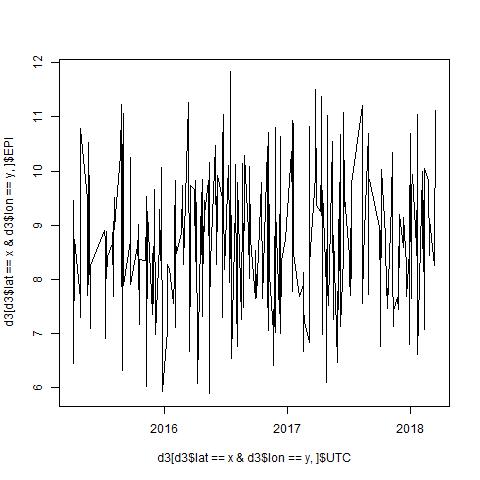 d3[d3$lat == x & d3$lon == y, ]$EPI
12
11
10
9
8
7
6
2016 2017 2018
d3[d3$lat == x & d3$lon == y, ]$UTC